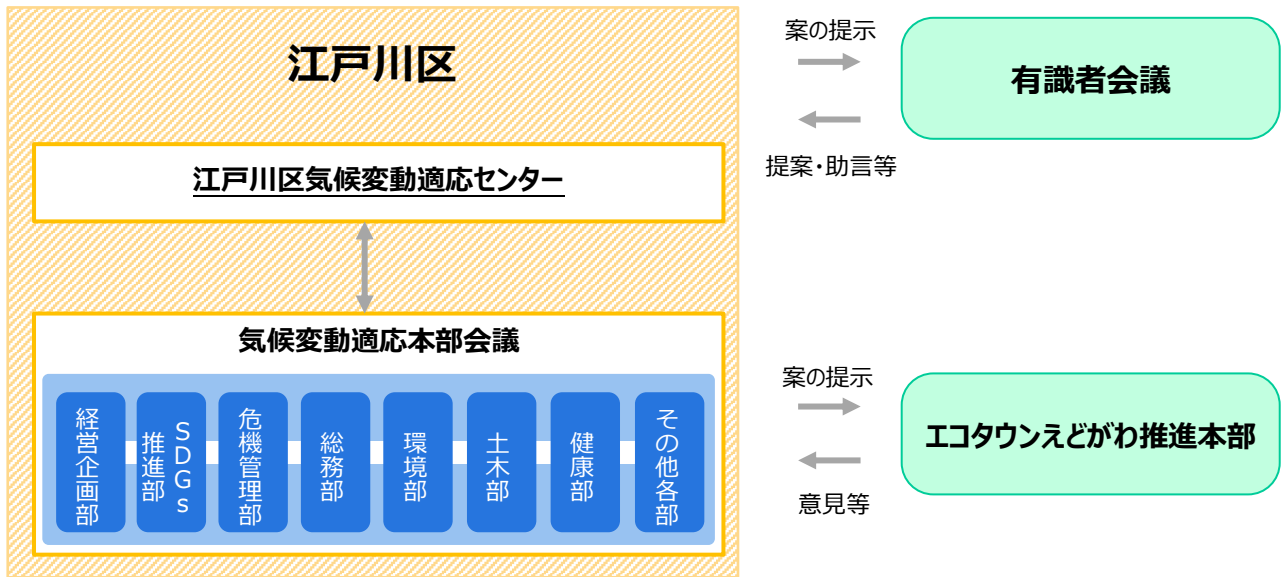 江戸川区
江戸川区気候変動適応センター
気候変動適応本部会議
経営企画部
SDGs
推進部
危機管理部
総務部
環境部
土木部
健康部
その他各部
案の提示
提案・助言等
有識者会議
案の提示
意見等
エコタウンえどがわ推進本部